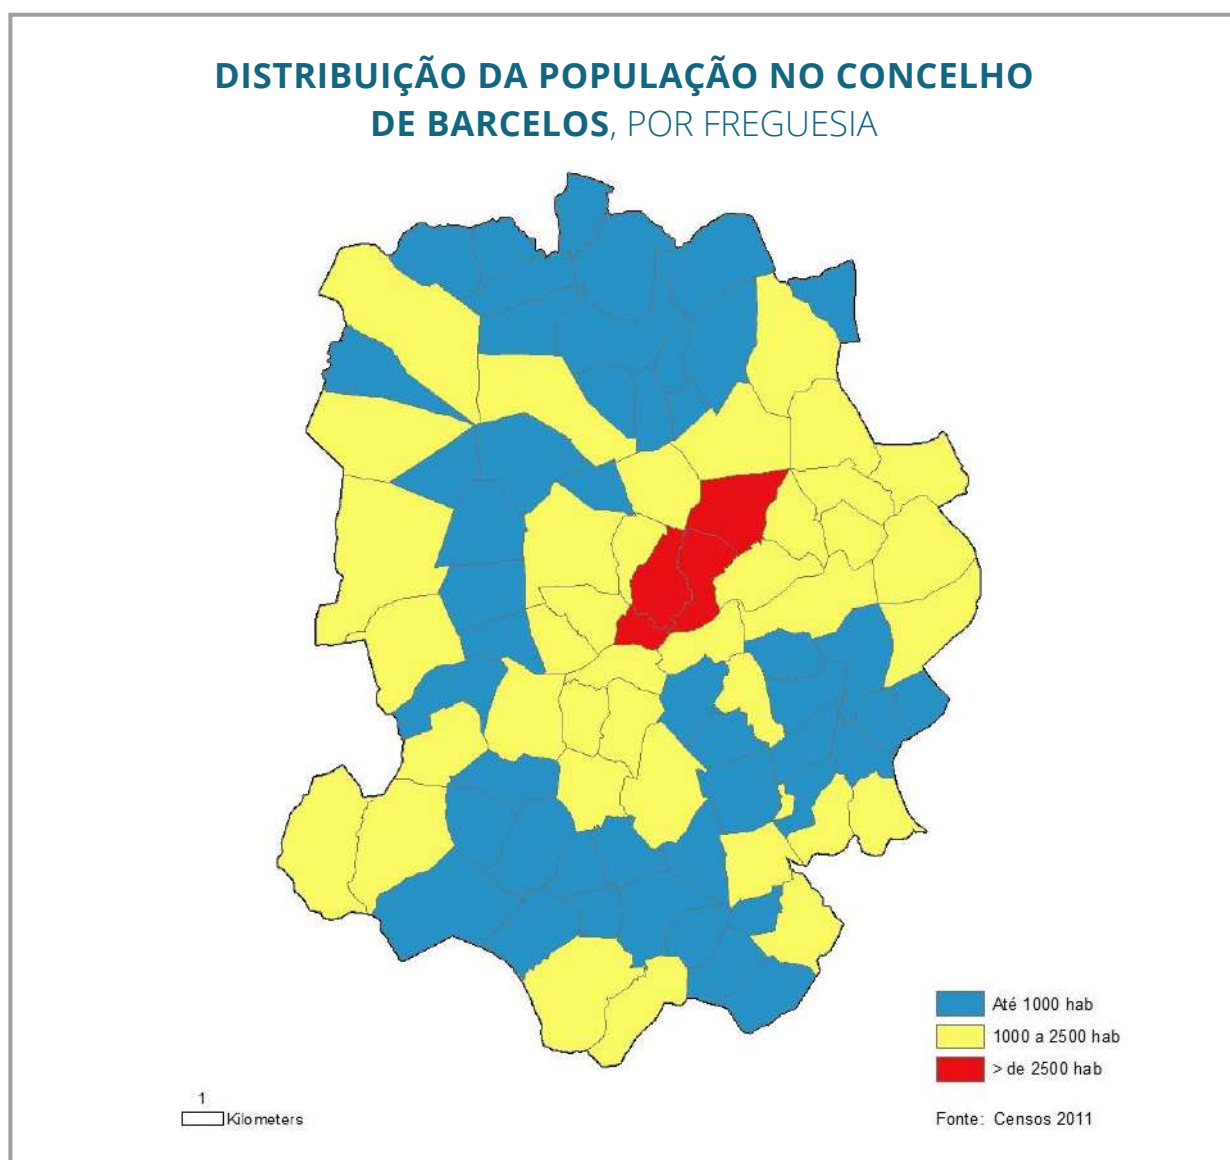 DISTRIBUIÇÃO DA POPULAÇÃO NO CONCELHO
DE BARCELOS, POR FREGUESIA
Até 1000 hab
1000 a 2500 hab
> de 2500 hab
1
Kilometers
Fonte: Censos 2011